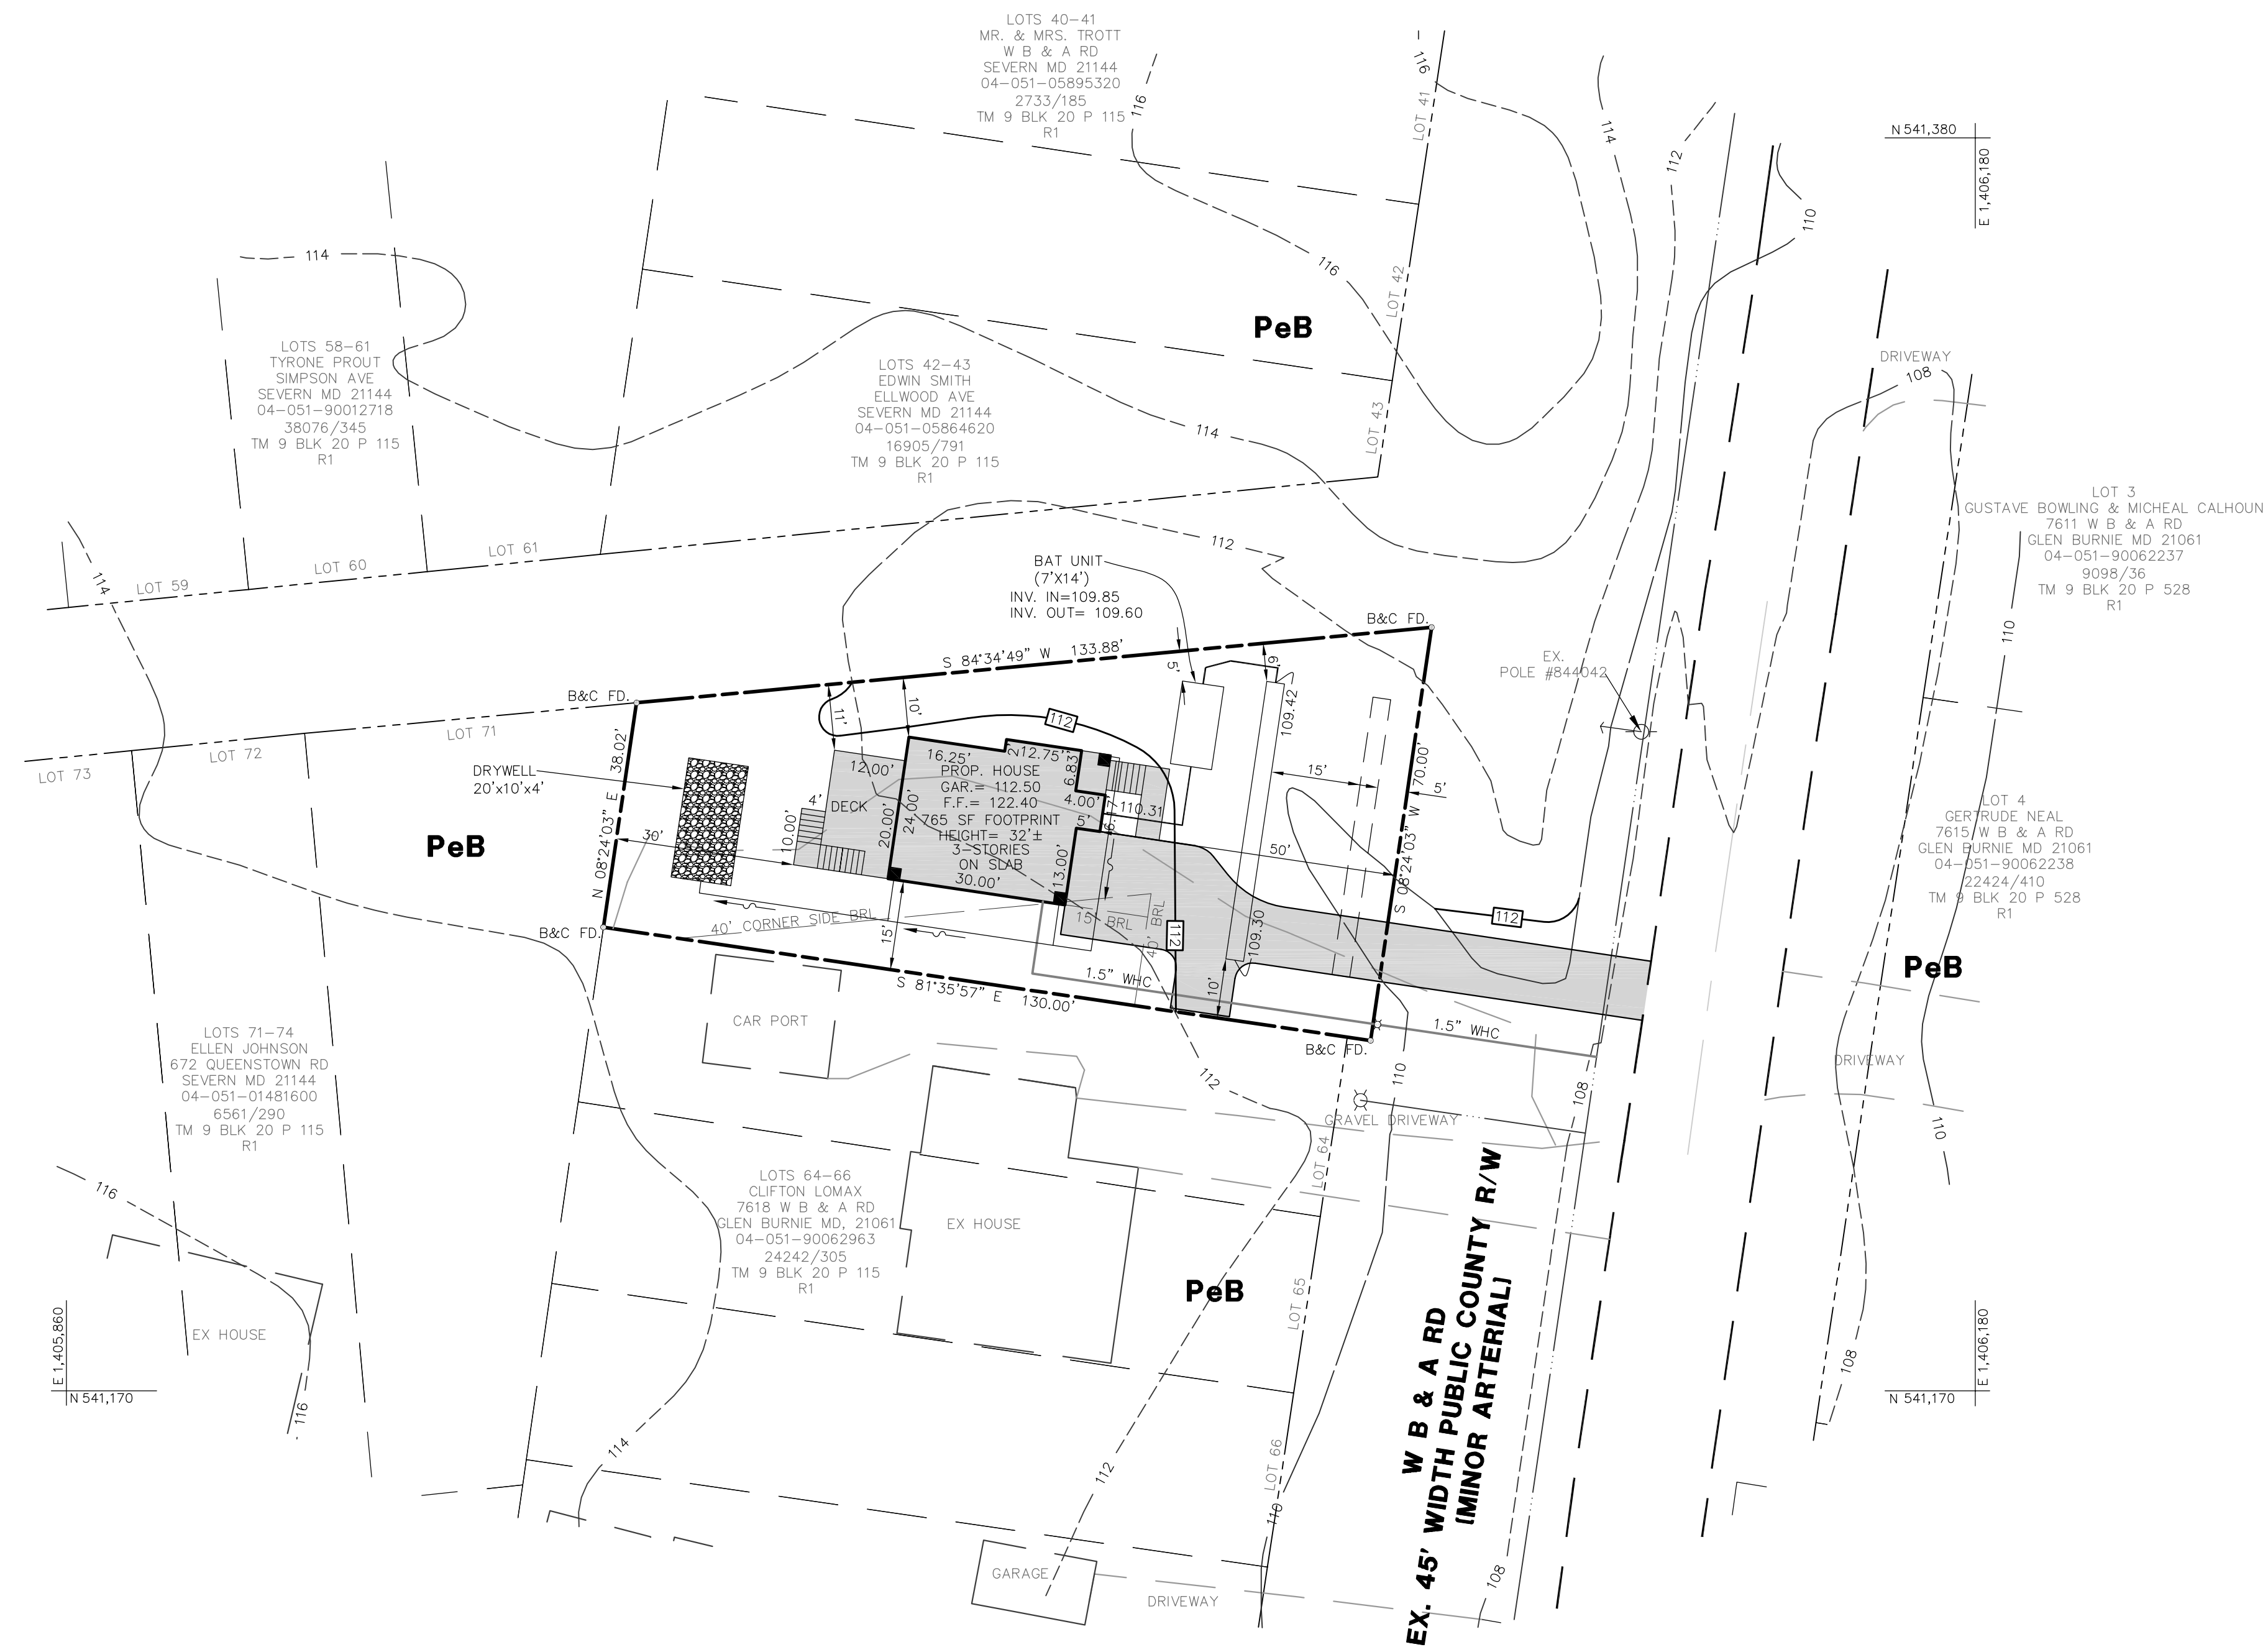 LOTS 40-41
MR. & MRS. TROTT
W B & A RD
SEVERN MD 21144
04-051-05895320
2733/185
TM 9 BLK 20 P 115
R1
116
116
LOT 41
114
112
110
N 541,380
E 1,406,180
114
116
LOT 42
PeB
LOTS 58-61
TYRONE PROUT
SIMPSON AVE
SEVERN MD 21144
04-051-90012718
38076/345
TM 9 BLK 20 P 115
R1
LOTS 42-43
EDWIN SMITH
ELLWOOD AVE
SEVERN MD 21144
04-051-05864620
16905/791
TM 9 BLK 20 P 115
R1
114
LOT 43
DRIVEWAY
108
LOT 3
GUSTAVE BOWLING & MICHEAL CALHOUN
7611 W B & A RD
GLEN BURNIE MD 21061
04-051-90062237
9098/36
TM 9 BLK 20 P 528
R1
110
112
114
LOT 59
LOT 60
LOT 61
BAT UNIT
(7'X14')
INV. IN=109.85
INV. OUT= 109.60
B&C FD.
S 84°34'49" W 133.88'
EX.
POLE #844042
B&C FD.
LOT 73
LOT 72
LOT 71
5'
6'
109.42
11'
10'
112
N 08°24'03" E 38.02'
DRYWELL
20'x10'x4'
12.00'
16.25'
2'
12.75'
6.83'
PROP. HOUSE
GAR.= 112.50
F.F.= 122.40
765 SF FOOTPRINT
HEIGHT= 32'±
3-STORIES
ON SLAB
30.00'
4'
DECK
10.00'
20.00'
24.00'
4.00'
5'
6.17'
13.00'
110.31
15'
5'
S 08°24'03" W 70.00'
50'
30'
PeB
LOT 4
GERTRUDE NEAL
7615 W B & A RD
GLEN BURNIE MD 21061
04-051-90062238
22424/410
TM 9 BLK 20 P 528
R1
B&C FD.
40' CORNER SIDE BRL
15'
15' BRL
40' BRL
112
109.30
10'
112
1.5" WHC
S 81°35'57" E 130.00'
PeB
CAR PORT
B&C FD.
1.5" WHC
LOTS 71-74
ELLEN JOHNSON
672 QUEENSTOWN RD
SEVERN MD 21144
04-051-01481600
6561/290
TM 9 BLK 20 P 115
R1
112
110
108
DRIVEWAY
GRAVEL DRIVEWAY
110
LOT 64
116
LOTS 64-66
CLIFTON LOMAX
7618 W B & A RD
GLEN BURNIE MD, 21061
04-051-90062963
24242/305
TM 9 BLK 20 P 115
R1
EX HOUSE
PeB
LOT 65
W B & A RD
EX. 45' WIDTH PUBLIC COUNTY R/W
(MINOR ARTERIAL)
EX HOUSE
E 1,405,860
N 541,170
116
114
112
LOT 66
110
108
108
E 1,406,180
N 541,170
GARAGE
DRIVEWAY